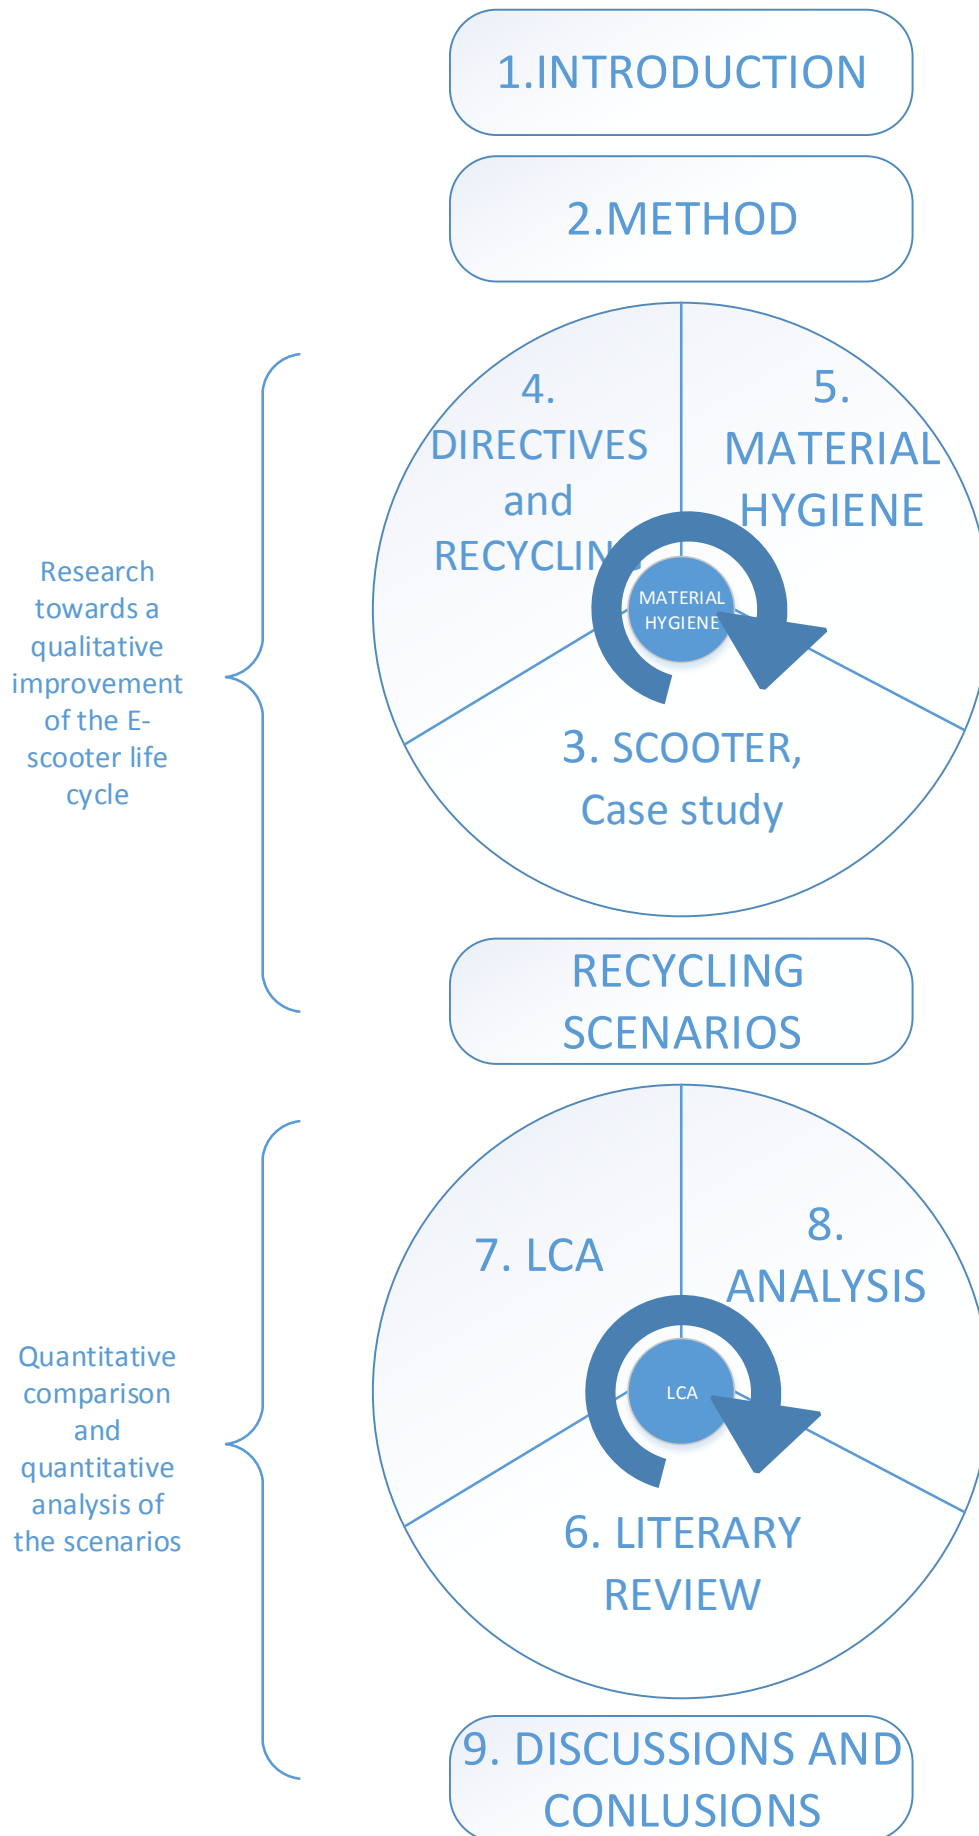 1.INTRODUCTION
2.METHOD
4.
DIRECTIVES
and
RECYCLING
5.
MATERIAL
HYGIENE
MATERIAL
HYGIENE
3. SCOOTER,
Case study
Research
towards a
qualitative
improvement
of the E-
scooter life
cycle
RECYCLING
SCENARIOS
7. LCA
8.
ANALYSIS
LCA
6. LITERARY
REVIEW
Quantitative
comparison
and
quantitative
analysis of
the scenarios
9. DISCUSSIONS AND
CONLUSIONS